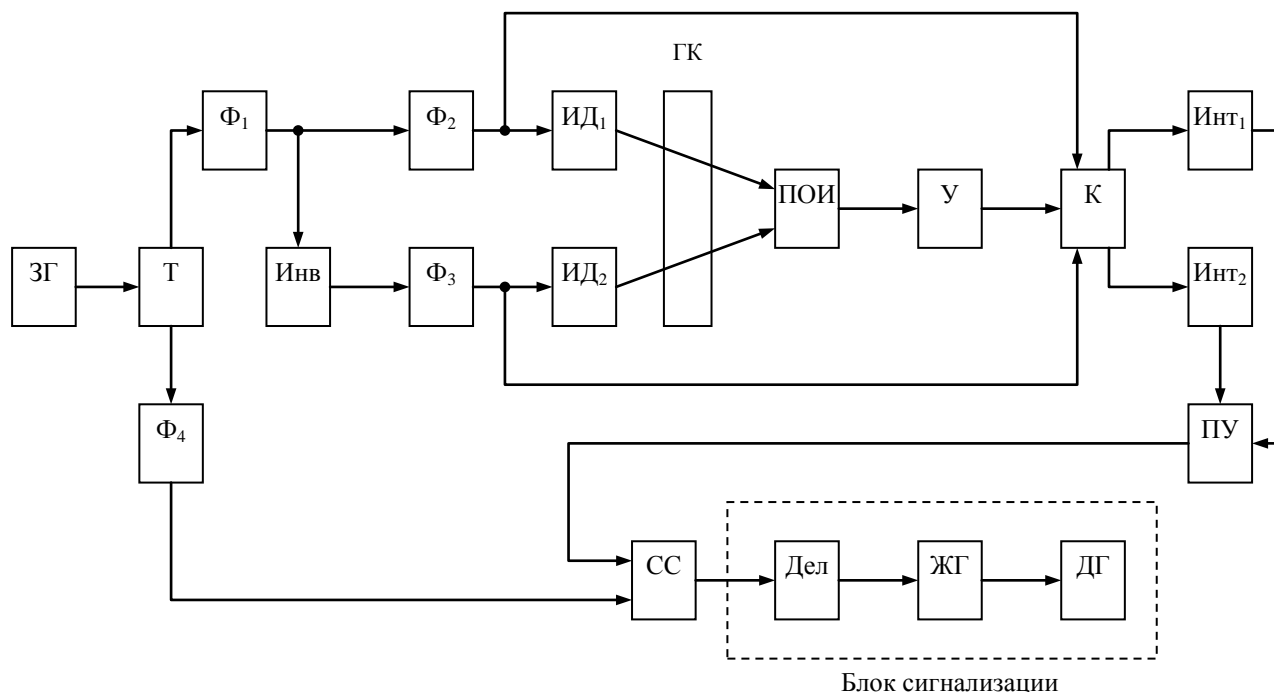 ГК
Ф₁
Ф₂
ИД₁
Инт₁
ПОИ
У
К
ЗГ
Т
Инв
Ф₃
ИД₂
Инт₂
Ф₄
ПУ
СС
Дел
ЖГ
ДГ
Блок сигнализации